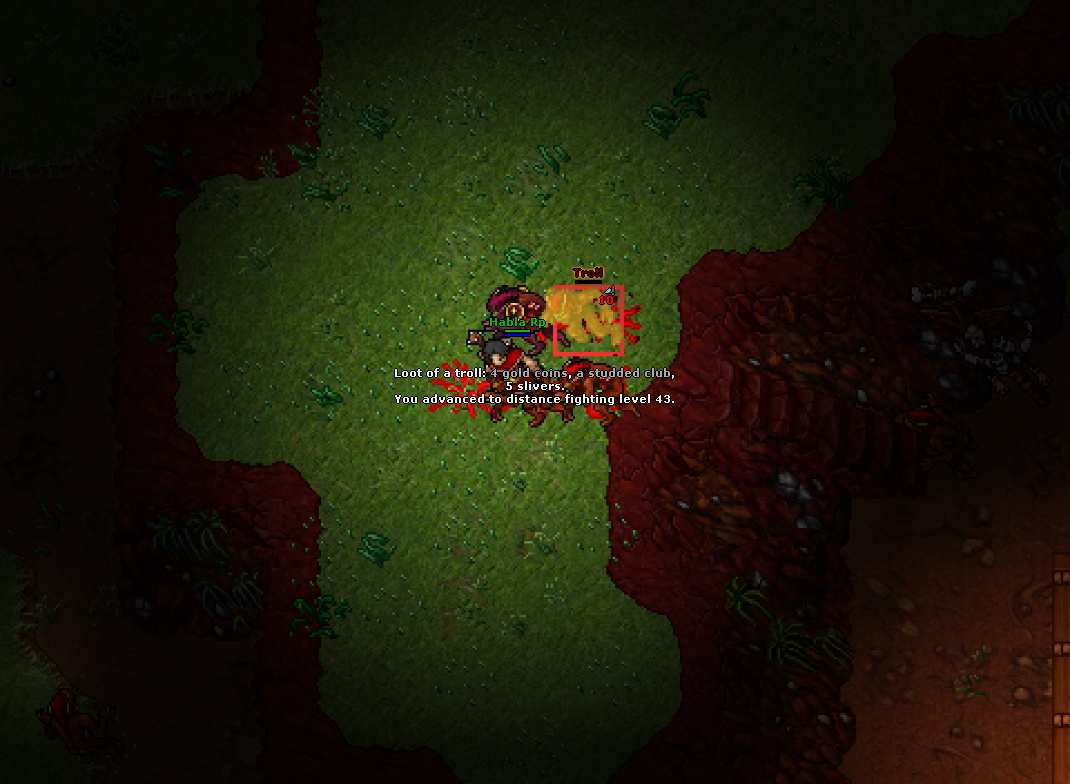 Troll
-10
Habla Rp
Loot of a troll: 4 gold coins, a studded club,
5 slivers.
You advanced to distance fighting level 43.